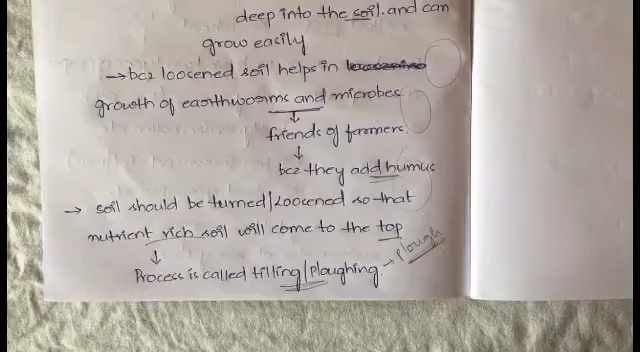 deep into the soil. and can
grow easily
→ bcz loosened soil helps in
growth of earthworms and microbes.
↓
friends of farmers.
↓
bcz they add humus
→ soil should be turned/loosened so that
nutrient rich soil will come to the top
↓
Process is called tilling/Ploughing. → Plough